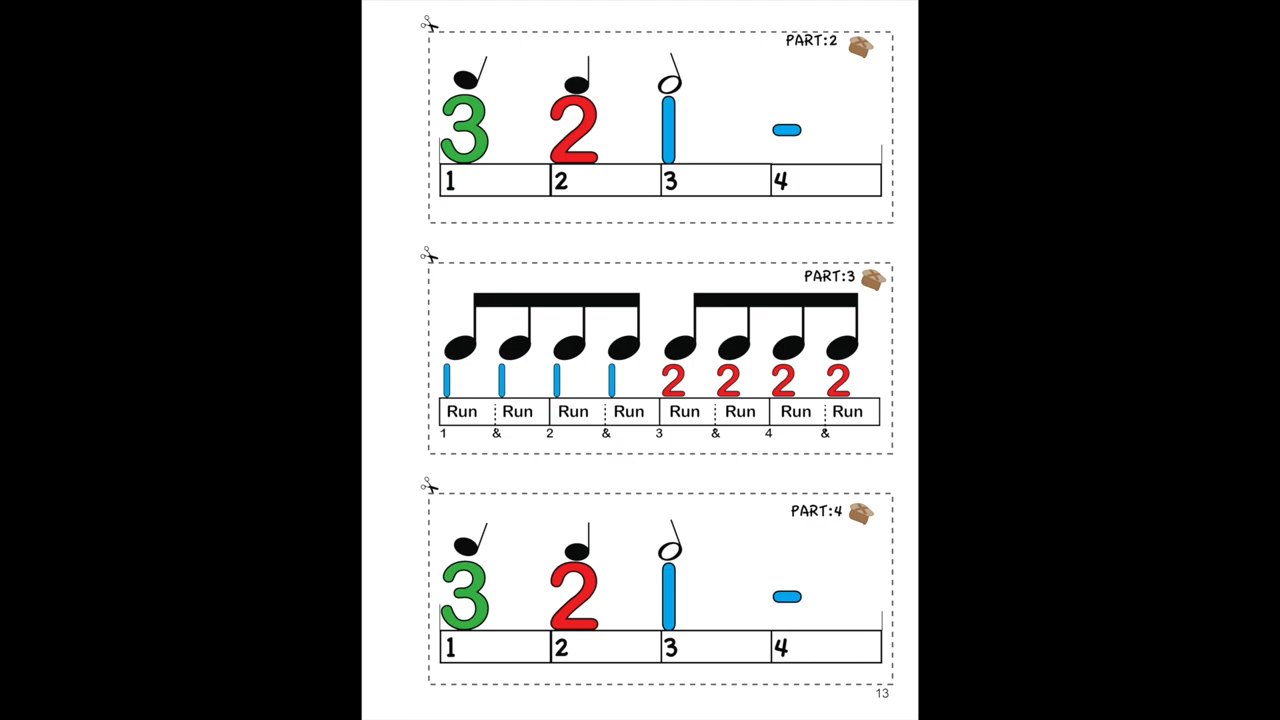 PART:2
3 2 1 -
1 2 3 4
PART:3
1 1 1 1 2 2 2 2
Run Run Run Run Run Run Run Run
1 & 2 & 3 & 4 &
PART:4
3 2 1 -
1 2 3 4
13